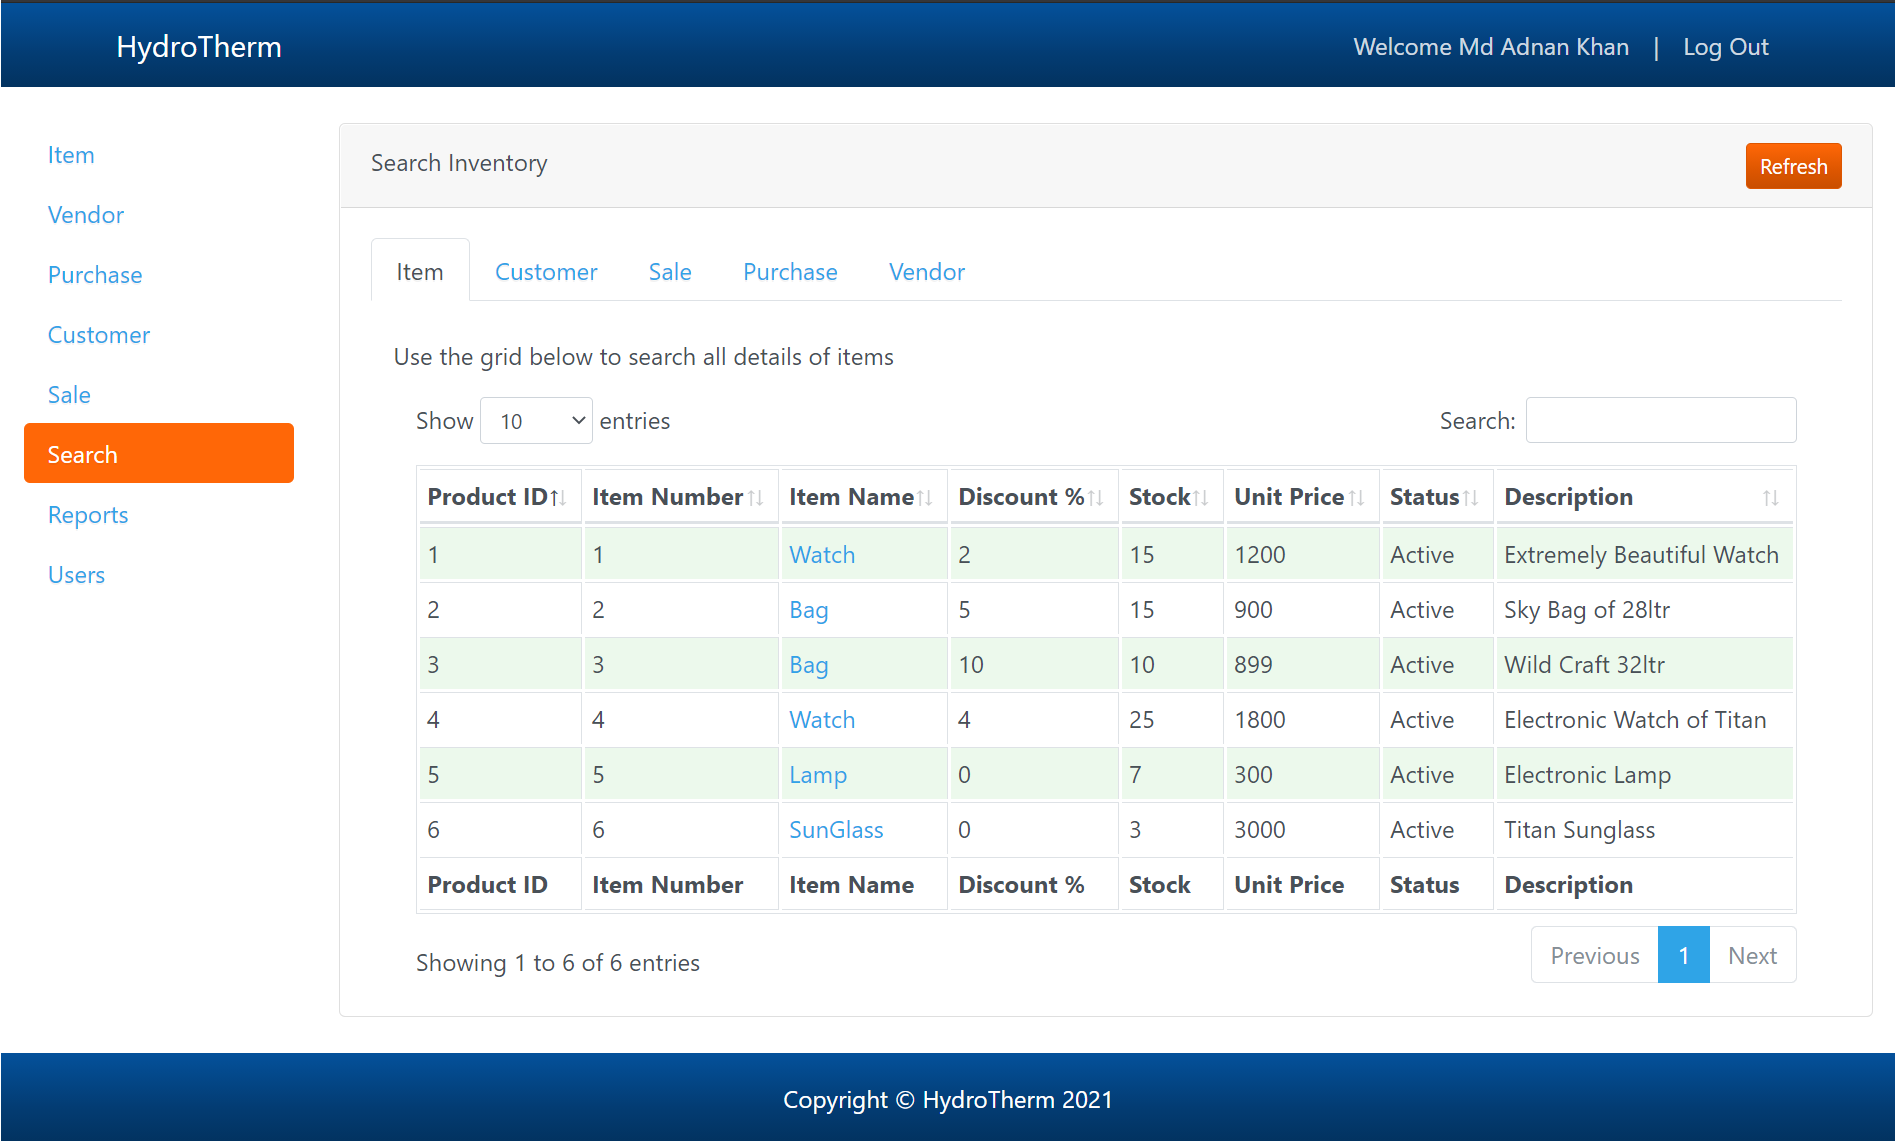 HydroTherm Welcome Md Adnan Khan | Log Out
Item
Vendor
Purchase
Customer
Sale
Search
Reports
Users
Search Inventory Refresh
Item Customer Sale Purchase Vendor
Use the grid below to search all details of items
Show 10 entries Search:
Product ID Item Number Item Name Discount % Stock Unit Price Status Description
1 1 Watch 2 15 1200 Active Extremely Beautiful Watch
2 2 Bag 5 15 900 Active Sky Bag of 28ltr
3 3 Bag 10 10 899 Active Wild Craft 32ltr
4 4 Watch 4 25 1800 Active Electronic Watch of Titan
5 5 Lamp 0 7 300 Active Electronic Lamp
6 6 SunGlass 0 3 3000 Active Titan Sunglass
Product ID Item Number Item Name Discount % Stock Unit Price Status Description
Showing 1 to 6 of 6 entries Previous 1 Next
Copyright © HydroTherm 2021